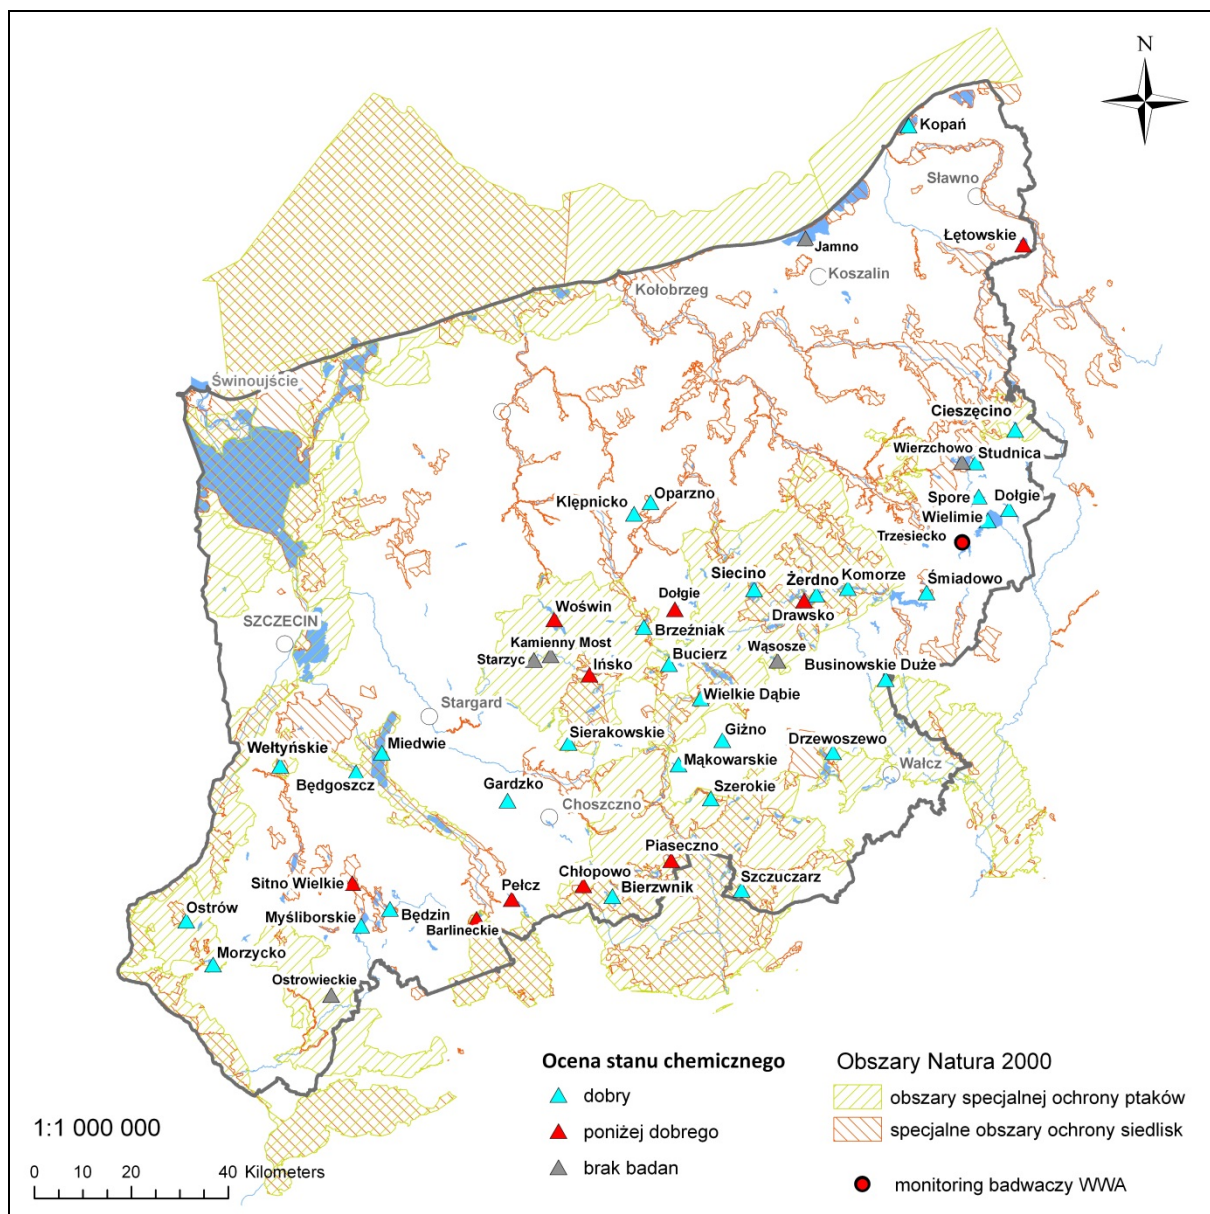 N
Kopań
Sławno
Łętowskie
Jamno
Koszalin
Kołobrzeg
Świnoujście
Cieszęcino
Wierzchowo
Studnica
Spore
Dołgie
Wielimie
Trzesiecko
Oparzno
Klępnicko
Siecino
Żerdno
Komorze
Śmiadowo
Drawsko
Dołgie
Woświn
SZCZECIN
Brzeźniak
Kamienny Most
Starzyc
Ińsko
Bucierz
Wąsosze
Businowskie Duże
Wielkie Dąbie
Stargard
Sierakowskie
Giżno
Drzewoszewo
Wełtyńskie
Miedwie
Mąkowarskie
Wałcz
Będgoszcz
Gardzko
Szerokie
Choszczno
Piaseczno
Chłopowo
Sitno Wielkie
Pełcz
Bierzwnik
Szczuczarz
Ostrów
Myśliborskie
Będzin
Barlineckie
Morzycko
Ostrowieckie
Ocena stanu chemicznego
dobry
poniżej dobrego
brak badan
Obszary Natura 2000
obszary specjalnej ochrony ptaków
specjalne obszary ochrony siedlisk
monitoring badwaczy WWA
1:1 000 000
0 10 20 40 Kilometers